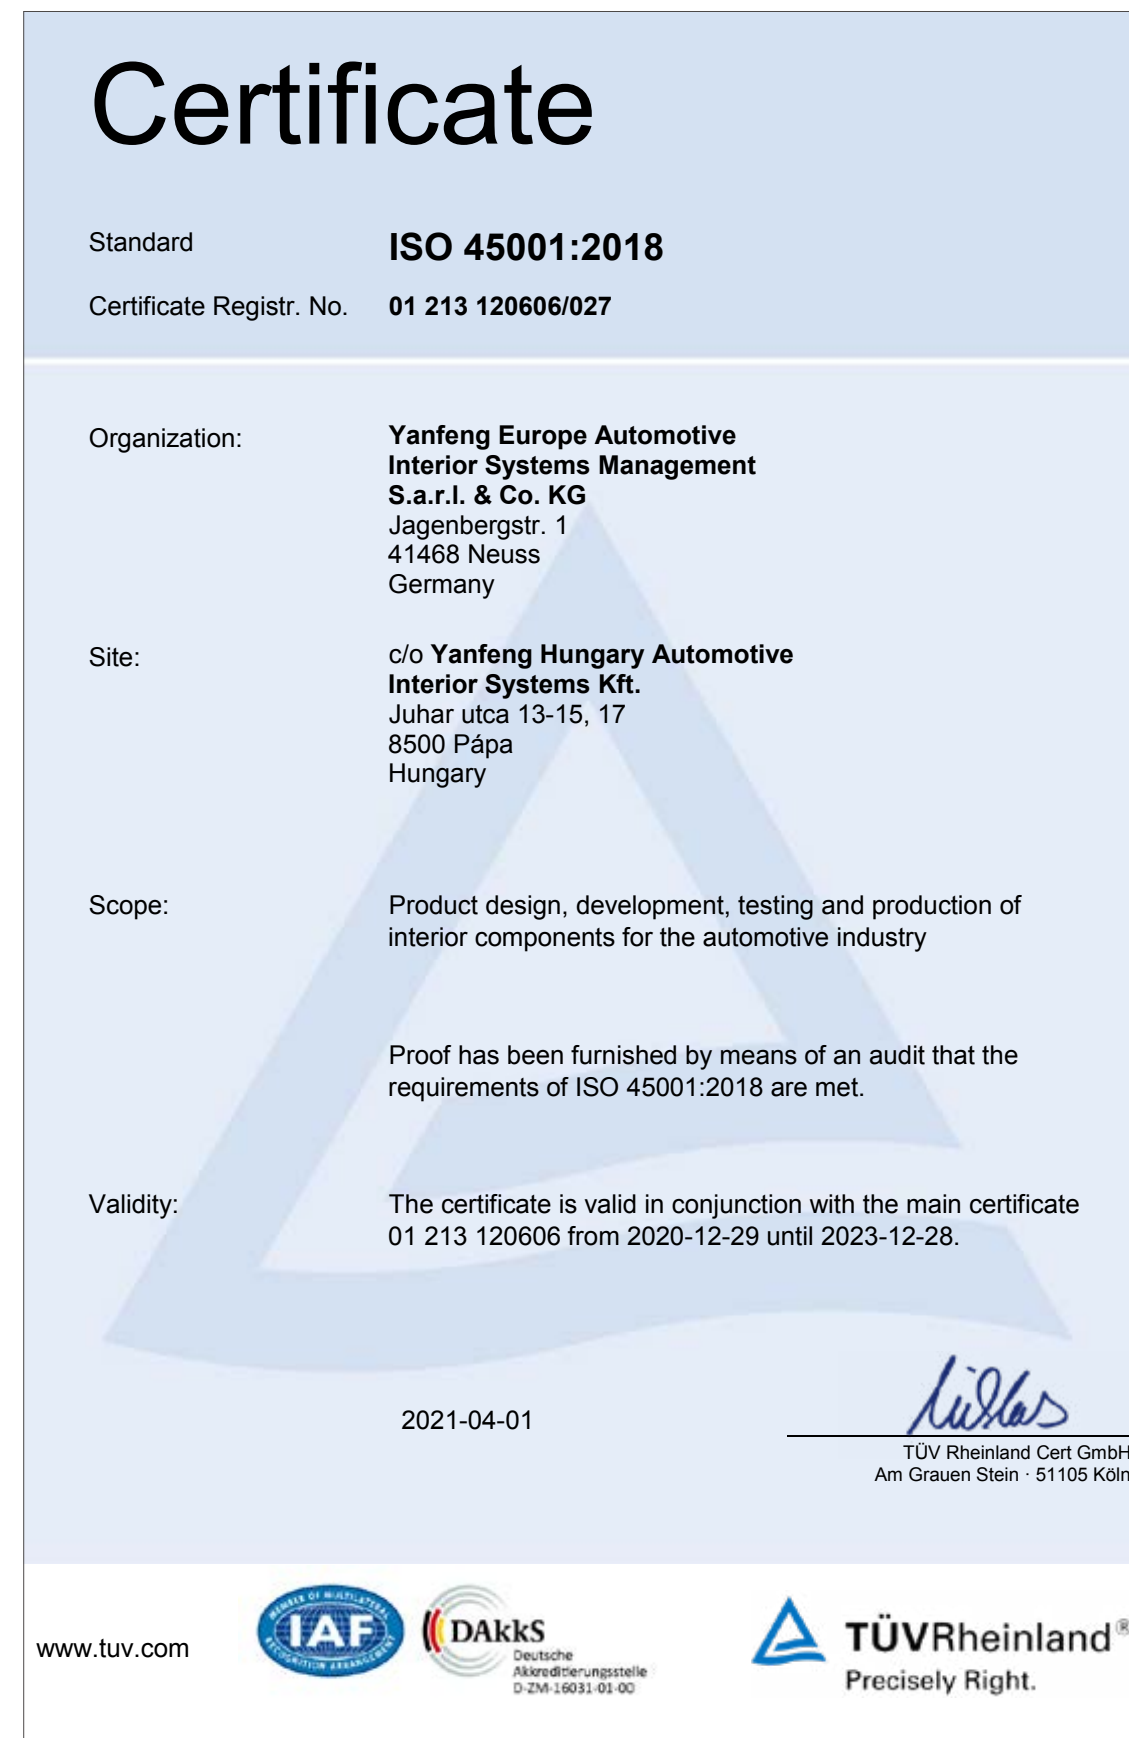 Certificate
Standard ISO 45001:2018
Certificate Registr. No. 01 213 120606/027
Organization: Yanfeng Europe Automotive
Interior Systems Management
S.a.r.l. & Co. KG
Jagenbergstr. 1
41468 Neuss
Germany
Site: c/o Yanfeng Hungary Automotive
Interior Systems Kft.
Juhar utca 13-15, 17
8500 Pápa
Hungary
Scope: Product design, development, testing and production of
interior components for the automotive industry
Proof has been furnished by means of an audit that the
requirements of ISO 45001:2018 are met.
Validity: The certificate is valid in conjunction with the main certificate
01 213 120606 from 2020-12-29 until 2023-12-28.
2021-04-01
TÜV Rheinland Cert GmbH
Am Grauen Stein · 51105 Köln
www.tuv.com
MEMBER OF MULTILATERAL
IAF
RECOGNITION ARRANGEMENT
DAkkS
Deutsche
Akkreditierungsstelle
D-ZM-16031-01-00
TÜVRheinland®
Precisely Right.